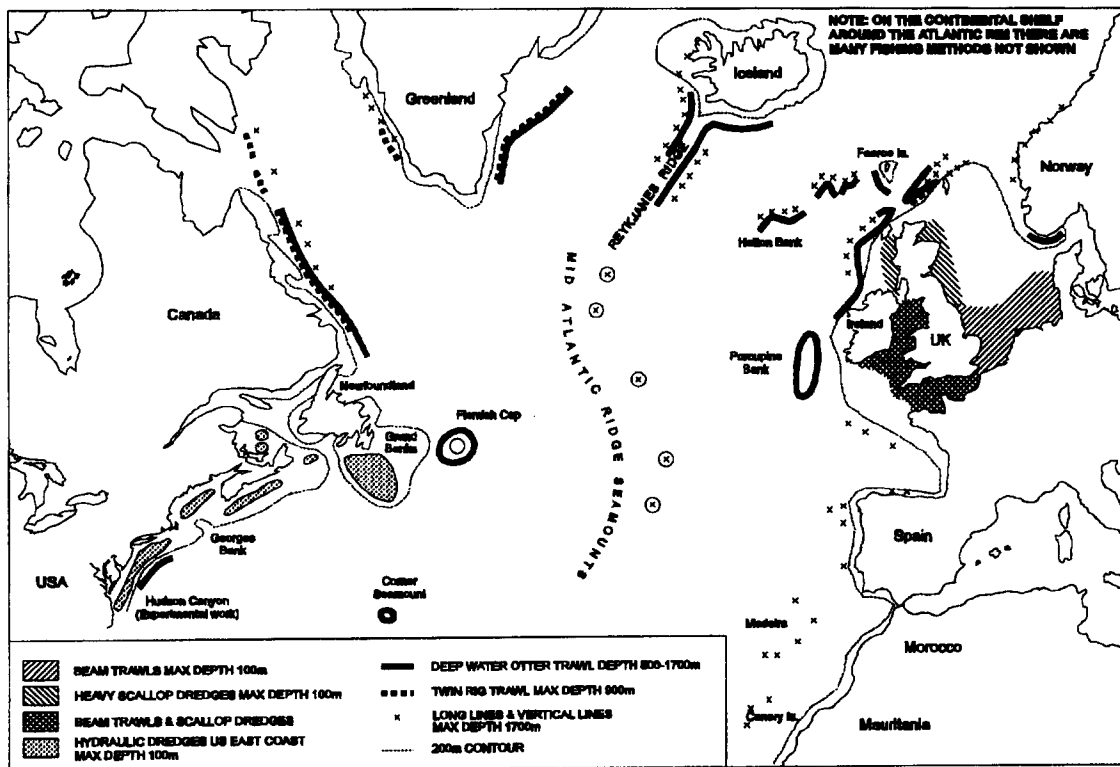 NOTE: ON THE CONTINENTAL SHELF
AROUND THE ATLANTIC RIM THERE ARE
MANY FISHING METHODS NOT SHOWN
Iceland
Greenland
Faeroe Is.
Norway
REYKJANES RIDGE
Hatton Bank
MID ATLANTIC RIDGE SEAMOUNTS
Canada
Ireland
UK
Porcupine
Bank
Newfoundland
Flemish Cap
Grand
Banks
Georges
Bank
Spain
USA
Corner
Seamount
Hudson Canyon
(Experimental work)
Madeira
Morocco
Canary Is.
Mauritania
BEAM TRAWLS MAX DEPTH 100m
HEAVY SCALLOP DREDGES MAX DEPTH 100m
BEAM TRAWLS & SCALLOP DREDGES
HYDRAULIC DREDGES US EAST COAST
MAX DEPTH 100m
DEEP WATER OTTER TRAWL DEPTH 800-1700m
TWIN RIG TRAWL MAX DEPTH 900m
LONG LINES & VERTICAL LINES
MAX DEPTH 1700m
200m CONTOUR